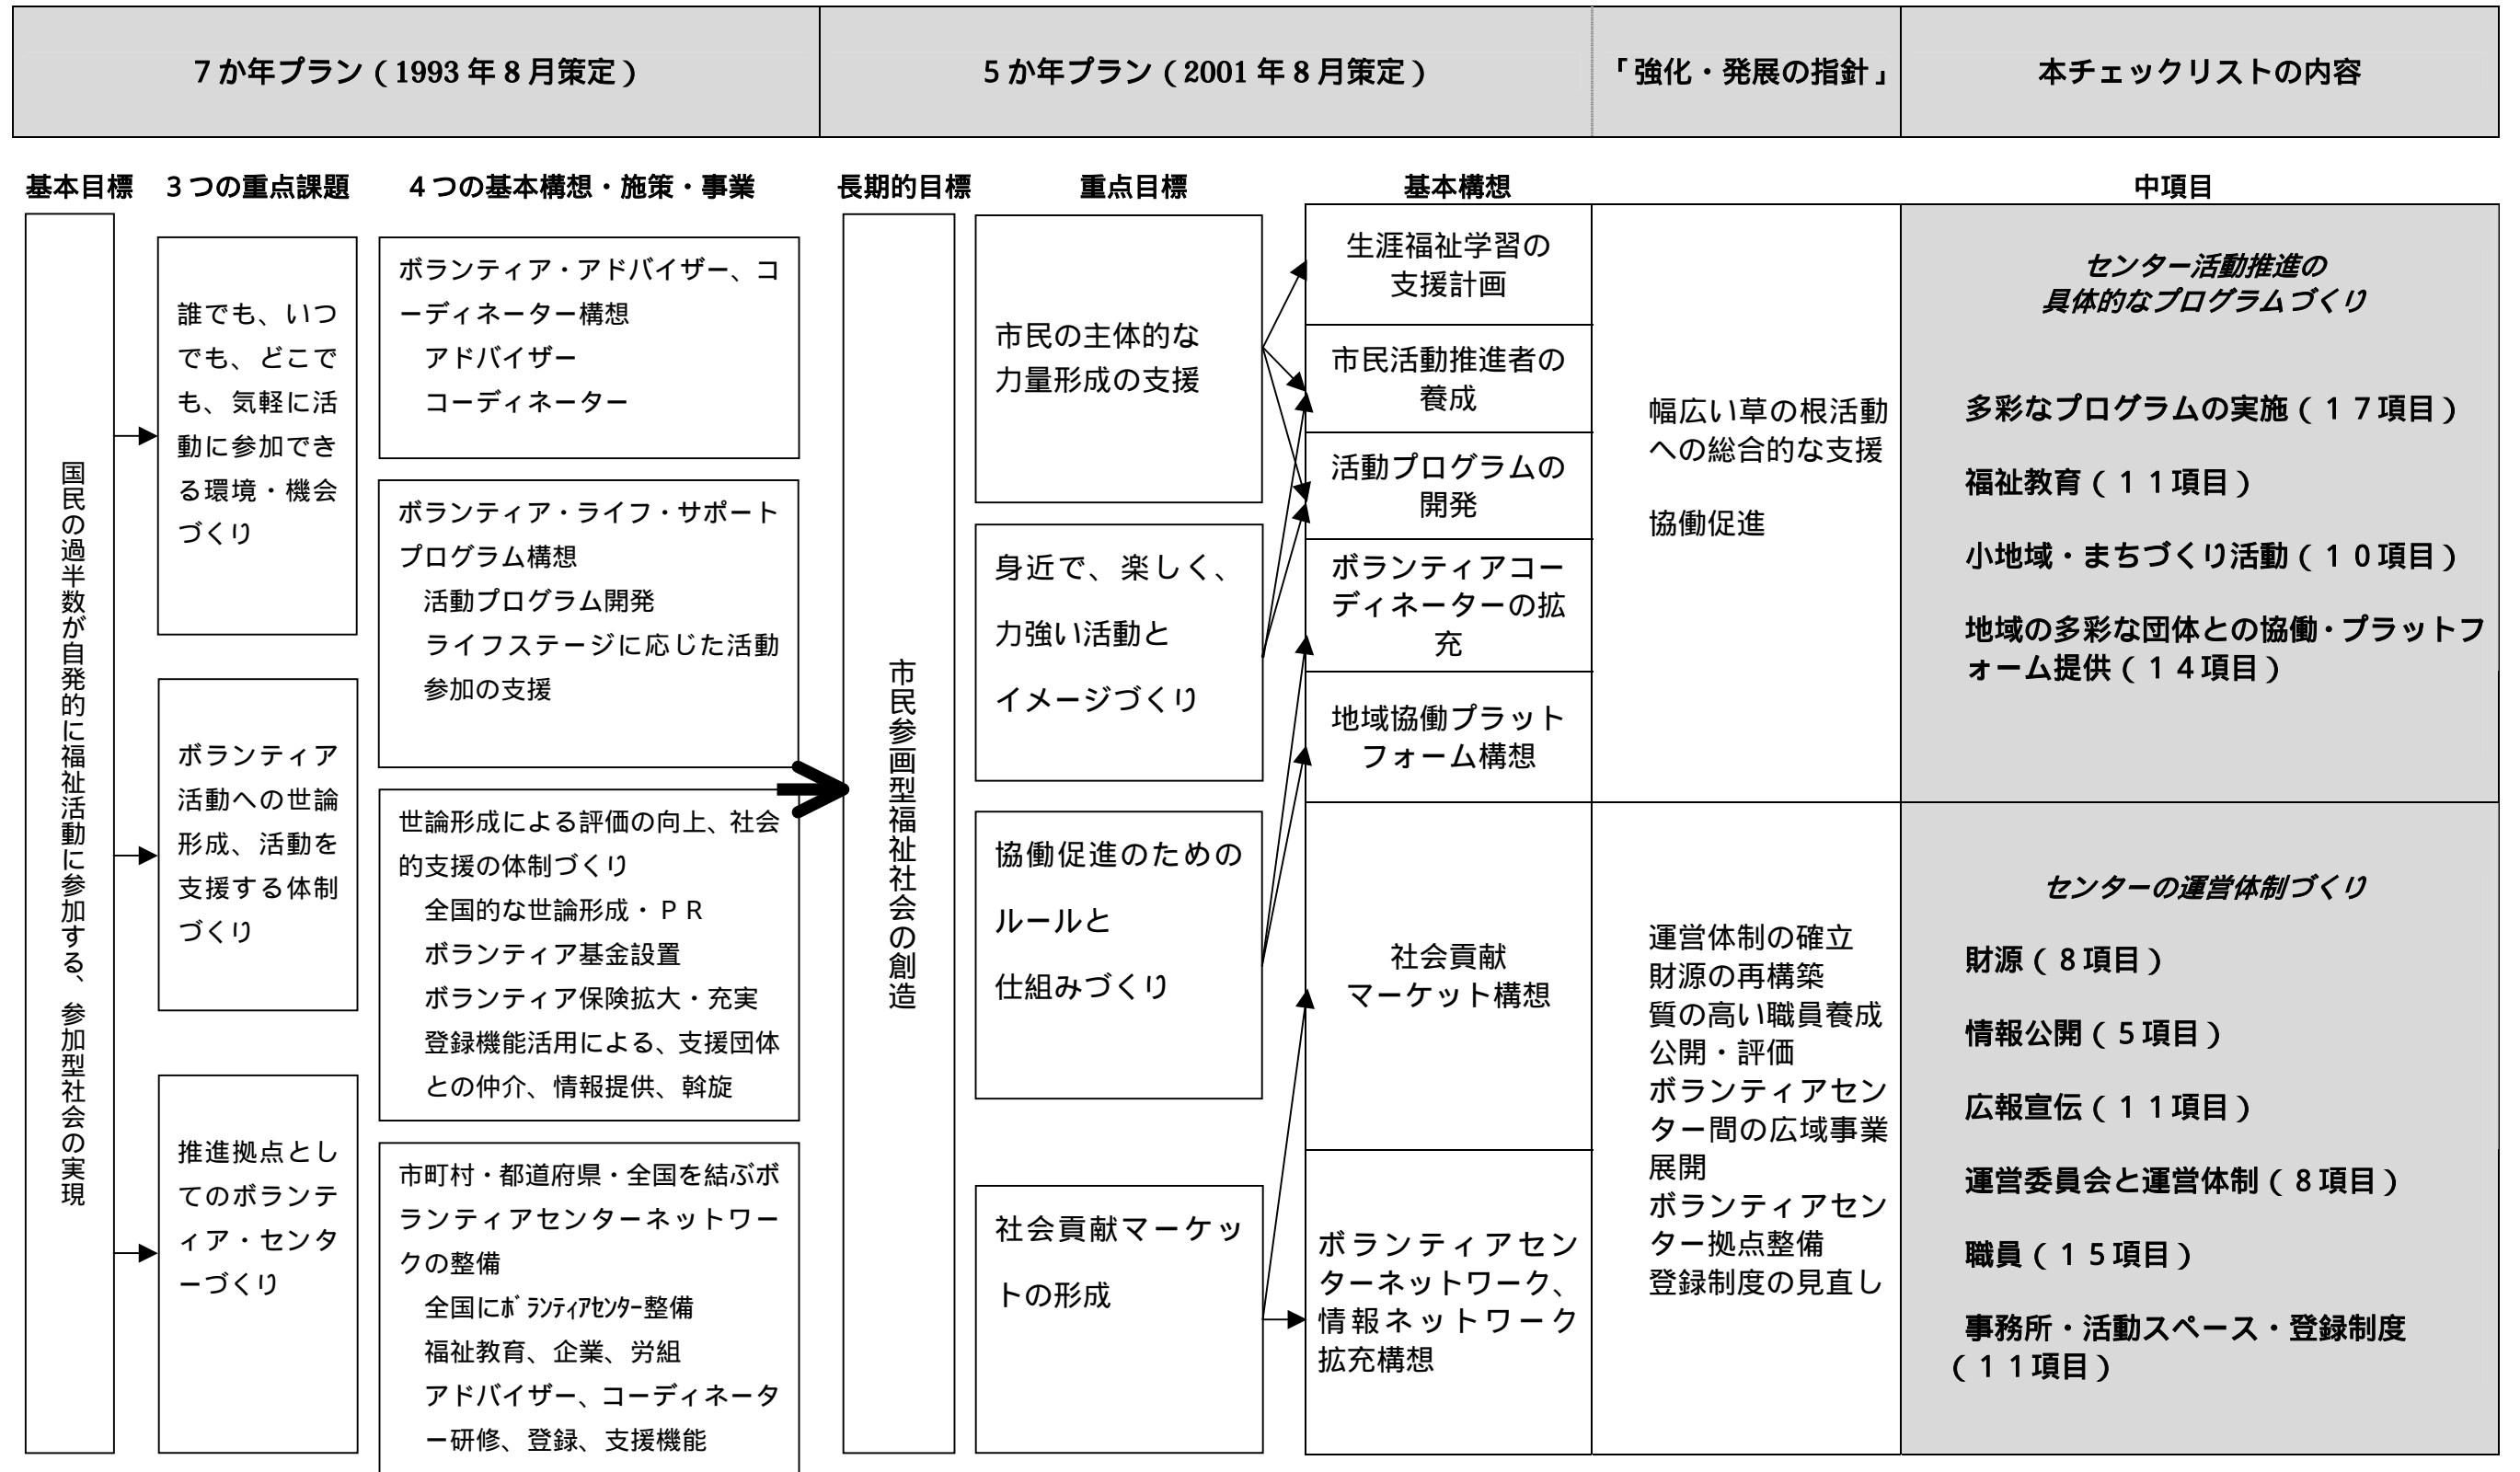 ７か年プラン（1993 年 8 月策定）
５か年プラン（2001 年 8 月策定）
「強化・発展の指針」
本チェックリストの内容
基本目標
３つの重点課題
４つの基本構想・施策・事業
長期的目標
重点目標
基本構想
中項目
国民の過半数が自発的に福祉活動に参加する、参加型社会の実現
誰でも、いつ
でも、どこで
も、気軽に活
動に参加でき
る環境・機会
づくり
ボランティア
活動への世論
形成、活動を
支援する体制
づくり
推進拠点とし
てのボランテ
ィア・センタ
ーづくり
ボランティア・アドバイザー、コ
ーディネーター構想
アドバイザー
コーディネーター
ボランティア・ライフ・サポート
プログラム構想
活動プログラム開発
ライフステージに応じた活動
参加の支援
世論形成による評価の向上、社会
的支援の体制づくり
全国的な世論形成・ＰＲ
ボランティア基金設置
ボランティア保険拡大・充実
登録機能活用による、支援団体
との仲介、情報提供、斡旋
市町村・都道府県・全国を結ぶボ
ランティアセンターネットワー
クの整備
全国にﾎﾞﾗﾝﾃｨｱｾﾝﾀｰ整備
福祉教育、企業、労組
アドバイザー、コーディネータ
ー研修、登録、支援機能
市民参画型福祉社会の創造
市民の主体的な
力量形成の支援
身近で、楽しく、
力強い活動と
イメージづくり
協働促進のための
ルールと
仕組みづくり
社会貢献マーケッ
トの形成
生涯福祉学習の
支援計画
市民活動推進者の
養成
活動プログラムの
開発
ボランティアコー
ディネーターの拡
充
地域協働プラット
フォーム構想
社会貢献
マーケット構想
ボランティアセン
ターネットワーク、
情報ネットワーク
拡充構想
幅広い草の根活動
への総合的な支援
協働促進
運営体制の確立
財源の再構築
質の高い職員養成
公開・評価
ボランティアセン
ター間の広域事業
展開
ボランティアセン
ター拠点整備
登録制度の見直し
センター活動推進の
具体的なプログラムづくり
多彩なプログラムの実施（１７項目）
福祉教育（１１項目）
小地域・まちづくり活動（１０項目）
地域の多彩な団体との協働・プラットフ
ォーム提供（１４項目）
センターの運営体制づくり
財源（８項目）
情報公開（５項目）
広報宣伝（１１項目）
運営委員会と運営体制（８項目）
職員（１５項目）
事務所・活動スペース・登録制度
（１１項目）